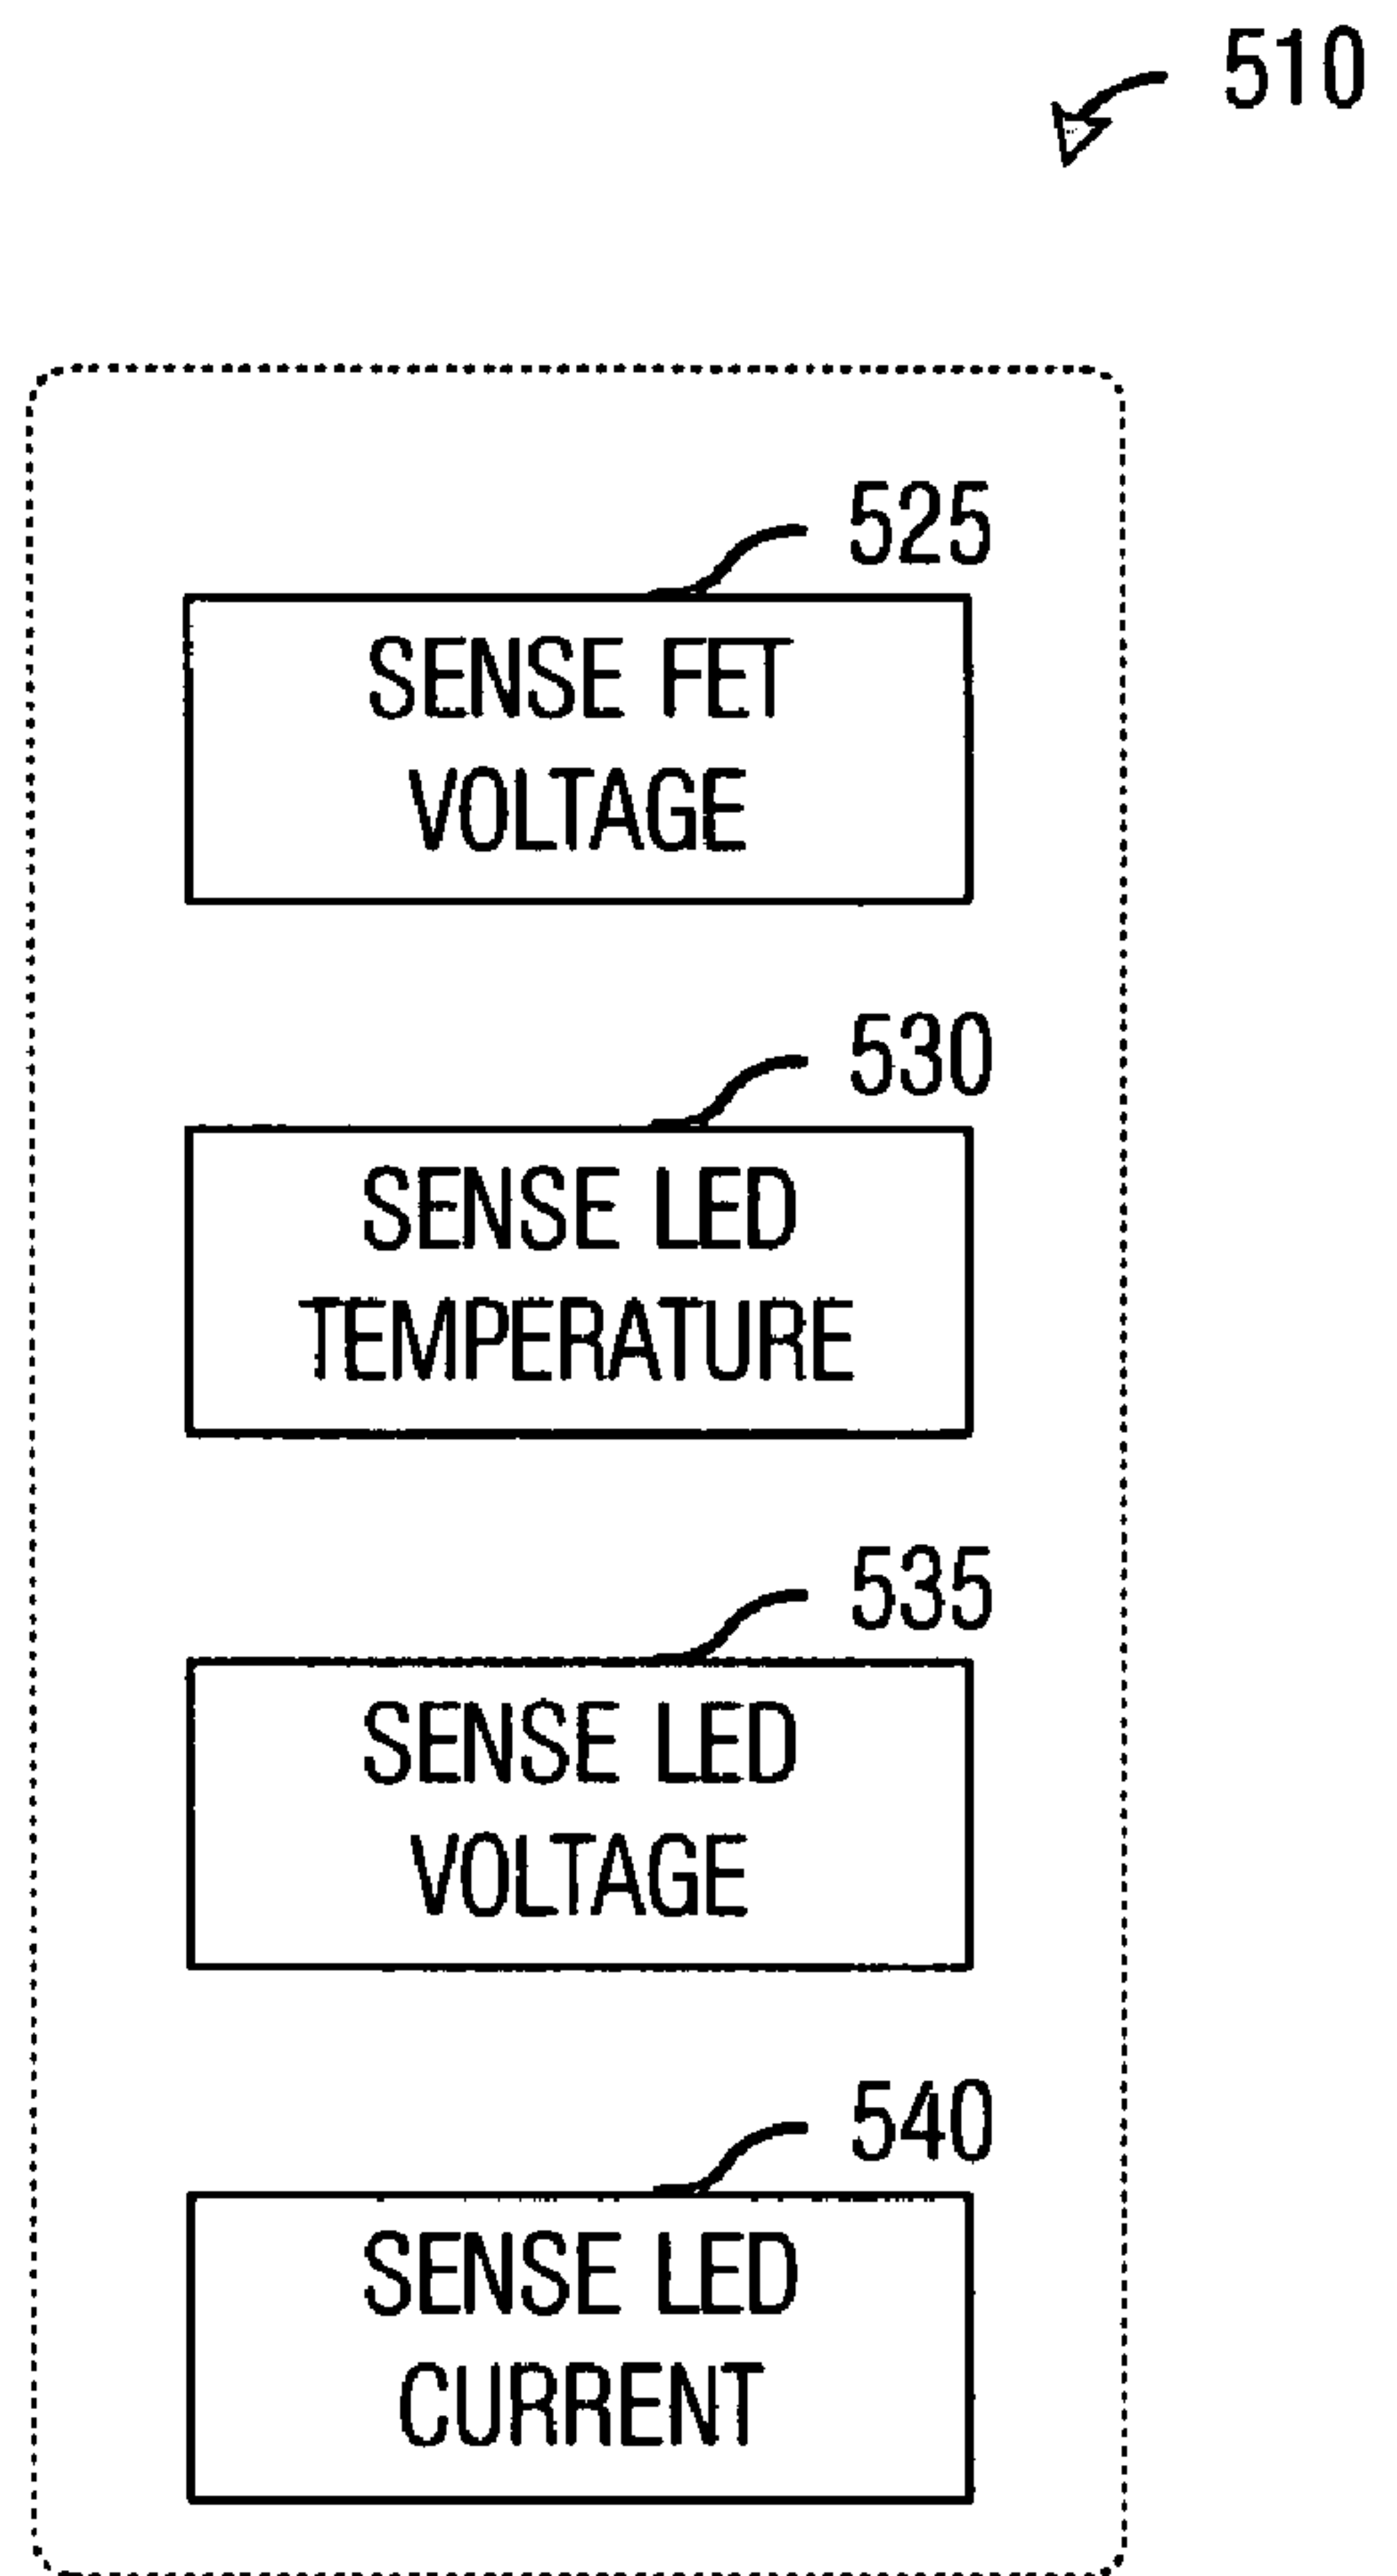 510
525
SENSE FET
VOLTAGE
530
SENSE LED
TEMPERATURE
535
SENSE LED
VOLTAGE
540
SENSE LED
CURRENT